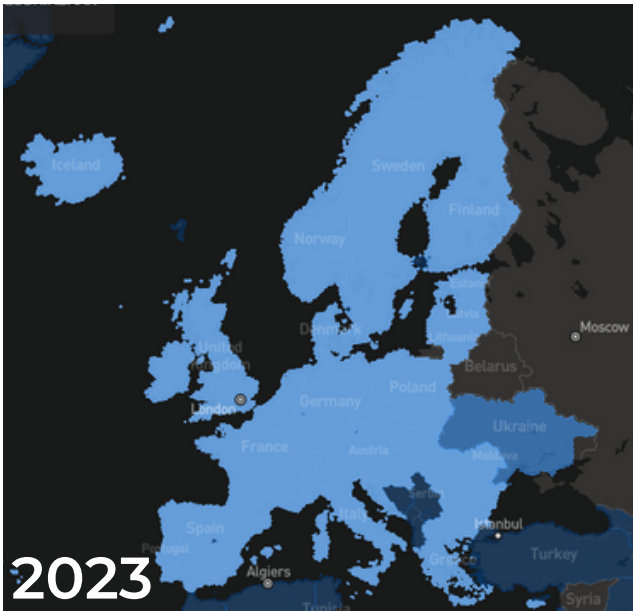 Iceland
Sweden
Finland
Norway
Estonia
Latvia
Denmark
Lithuania
Moscow
United
Kingdom
Belarus
Poland
London
Germany
Ukraine
France
Austria
Moldova
Serbia
Italy
Istanbul
Spain
Portugal
Greece
Turkey
2023
Algiers
Syria
Tunisia